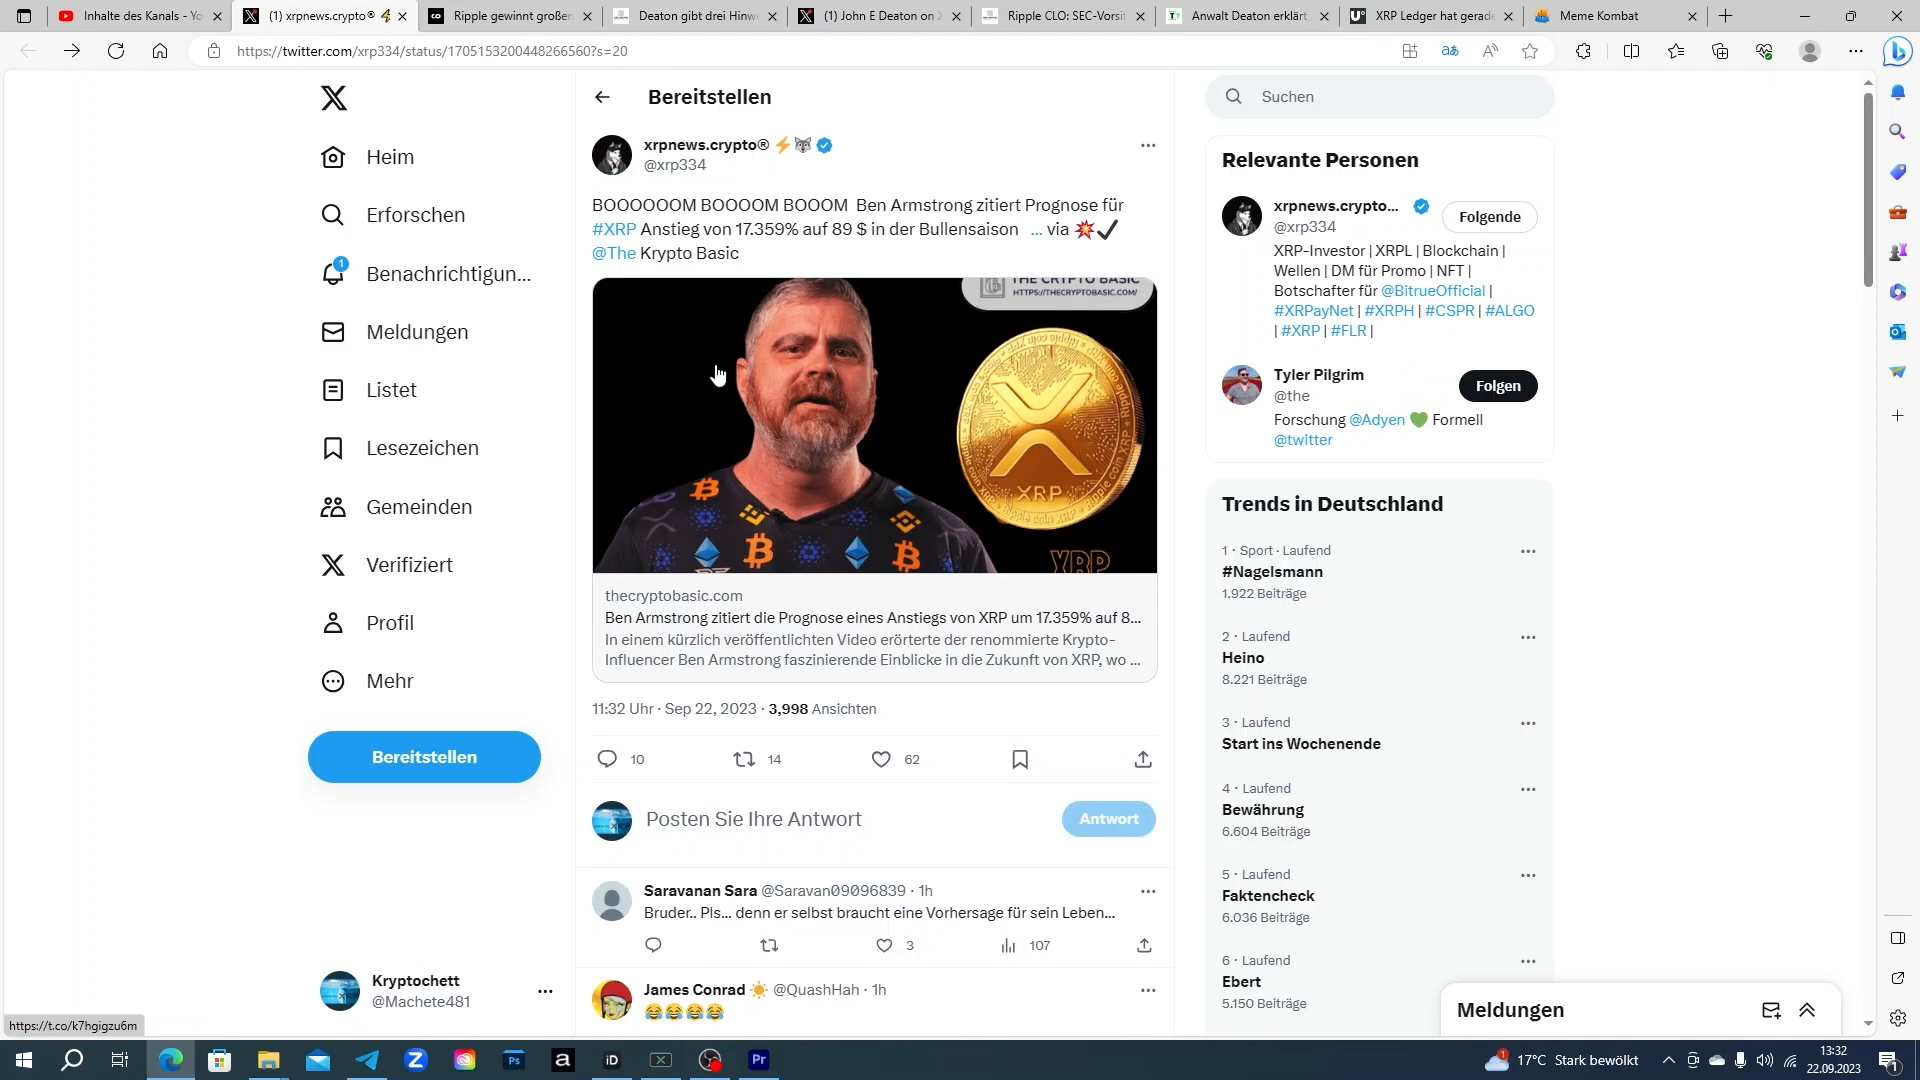 Inhalte des Kanals - Yo
(1) xrpnews.crypto®
Ripple gewinnt großen
Deaton gibt drei Hinwe
(1) John E Deaton on X
Ripple CLO: SEC-Vorsit
Anwalt Deaton erklärt,
XRP Ledger hat gerade
Meme Kombat
https://twitter.com/xrp334/status/1705153200448266560?s=20
Bereitstellen
Suchen
xrpnews.crypto®
@xrp334
BOOOOOOM BOOOOM BOOOM Ben Armstrong zitiert Prognose für
#XRP Anstieg von 17.359% auf 89 $ in der Bullensaison ... via
@The Krypto Basic
THE CRYPTO BASIC
HTTPS://THECRYPTOBASIC.COM/
XRP
XRP
thecryptobasic.com
Ben Armstrong zitiert die Prognose eines Anstiegs von XRP um 17.359% auf 8...
In einem kürzlich veröffentlichten Video erörterte der renommierte Krypto-
Influencer Ben Armstrong faszinierende Einblicke in die Zukunft von XRP, wo ...
11:32 Uhr · Sep 22, 2023 · 3,998 Ansichten
10
14
62
Posten Sie Ihre Antwort
Antwort
Saravanan Sara @Saravan09096839 · 1h
Bruder.. Pls... denn er selbst braucht eine Vorhersage für sein Leben...
3
107
James Conrad @QuashHah · 1h
Heim
Erforschen
1
Benachrichtigun...
Meldungen
Listet
Lesezeichen
Gemeinden
Verifiziert
Profil
Mehr
Bereitstellen
Kryptochett
@Machete481
https://t.co/k7hgigzu6m
Relevante Personen
xrpnews.crypto...
@xrp334
Folgende
XRP-Investor | XRPL | Blockchain |
Wellen | DM für Promo | NFT |
Botschafter für @BitrueOfficial |
#XRPayNet | #XRPH | #CSPR | #ALGO
| #XRP | #FLR |
Tyler Pilgrim
@the
Folgen
Forschung @Adyen 💚 Formell
@twitter
Trends in Deutschland
1 · Sport · Laufend
#Nagelsmann
1.922 Beiträge
2 · Laufend
Heino
8.221 Beiträge
3 · Laufend
Start ins Wochenende
4 · Laufend
Bewährung
6.604 Beiträge
5 · Laufend
Faktencheck
6.036 Beiträge
6 · Laufend
Ebert
5.150 Beiträge
Meldungen
17°C Stark bewölkt
13:32
22.09.2023